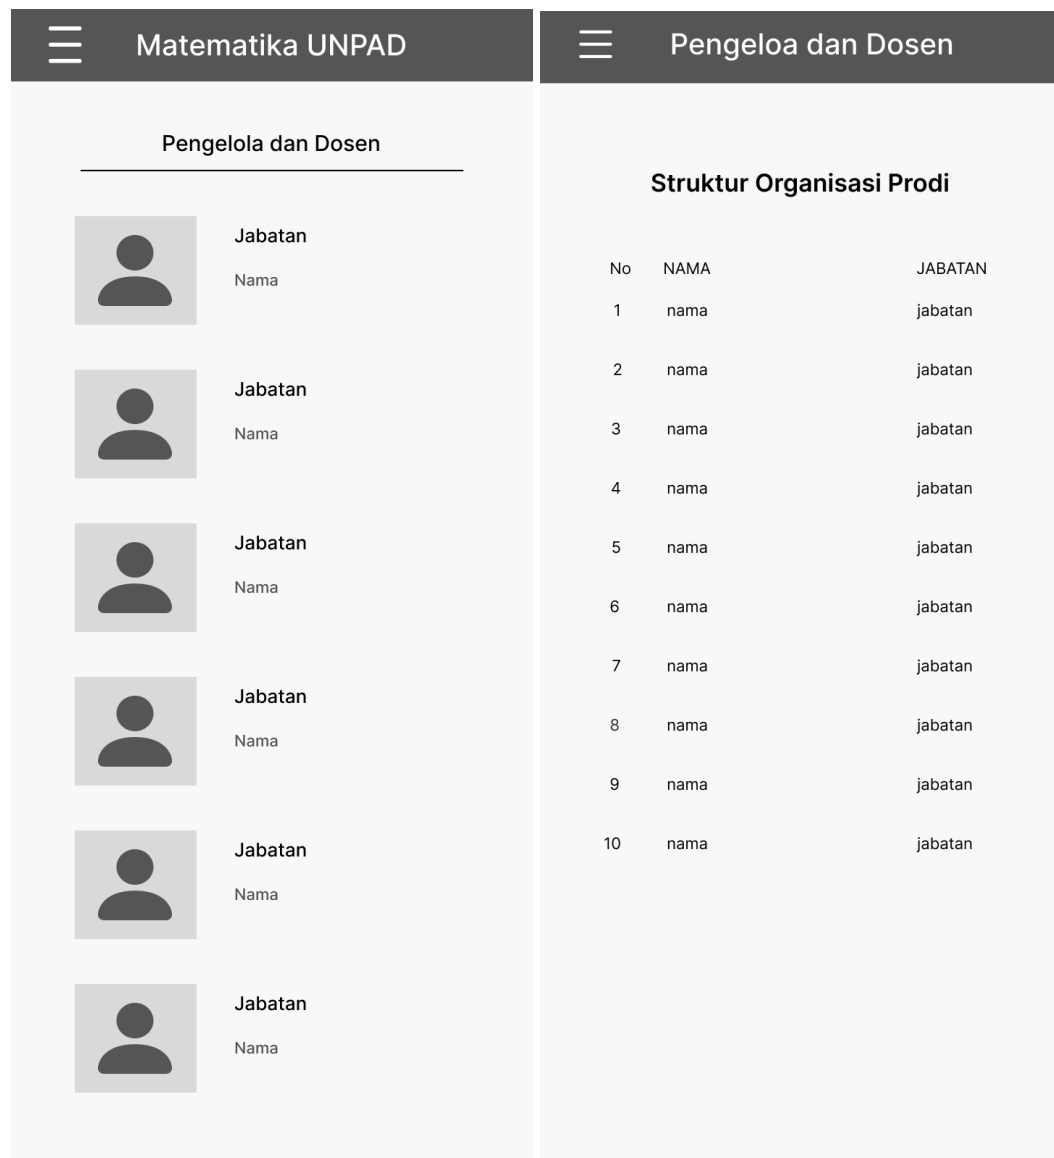 Matematika UNPAD
Pengelola dan Dosen
Jabatan
Nama
Jabatan
Nama
Jabatan
Nama
Jabatan
Nama
Jabatan
Nama
Jabatan
Nama
Pengeloa dan Dosen
Struktur Organisasi Prodi
No NAMA JABATAN
1 nama jabatan
2 nama jabatan
3 nama jabatan
4 nama jabatan
5 nama jabatan
6 nama jabatan
7 nama jabatan
8 nama jabatan
9 nama jabatan
10 nama jabatan